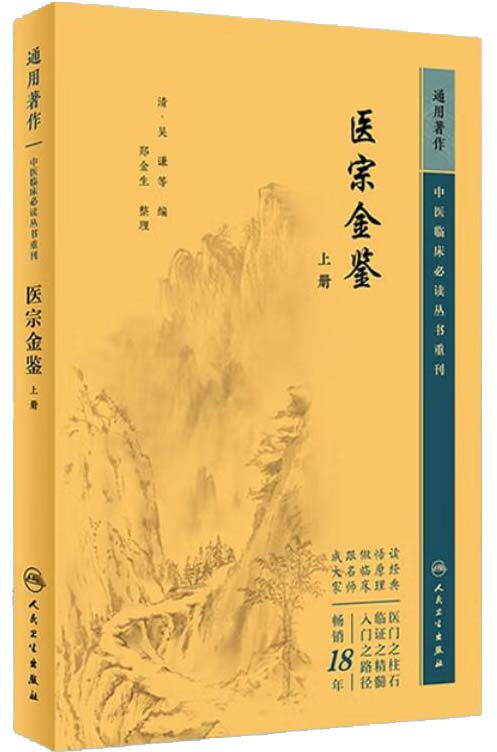 通用著作
中医临床必读丛书重刊
医宗金鉴
上册
人民卫生出版社
清·吴谦等 编
郑金生 整理
医宗金鉴
上册
通用著作
中医临床必读丛书重刊
读经典
悟原理
做临床
跟名师
成大家
医门之柱石
临证之精髓
入门之路径
畅销18年
人民卫生出版社